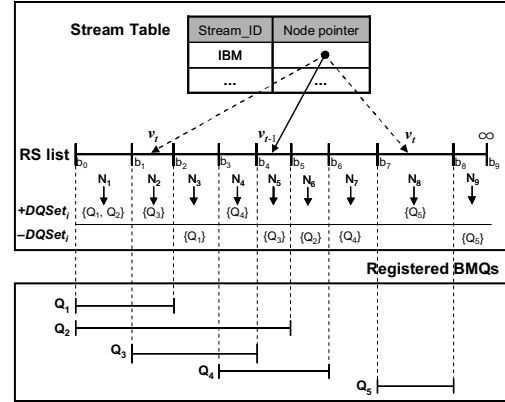 Stream Table
Stream_ID Node pointer
IBM
... ...
v_t v_{t-1} v_t ∞
RS list
b_0 b_1 b_2 b_3 b_4 b_5 b_6 b_7 b_8 b_9
N_1 N_2 N_3 N_4 N_5 N_6 N_7 N_8 N_9
+DQSet_i {Q_1, Q_2} {Q_3} {Q_4} {Q_5}
−DQSet_i {Q_1} {Q_3} {Q_2} {Q_4} {Q_5}
Registered BMQs
Q_1
Q_2
Q_3
Q_4
Q_5